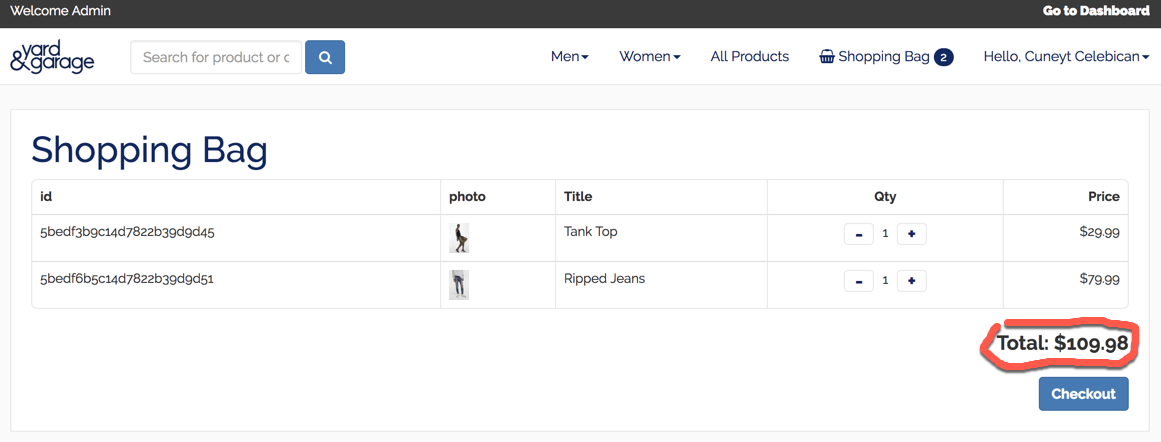 Welcome Admin Go to Dashboard
yard
&garage
Search for product or c
Men Women All Products Shopping Bag 2 Hello, Cuneyt Celebican
Shopping Bag
id photo Title Qty Price
5bedf3b9c14d7822b39d9d45 Tank Top - 1 + $29.99
5bedf6b5c14d7822b39d9d51 Ripped Jeans - 1 + $79.99
Total: $109.98
Checkout